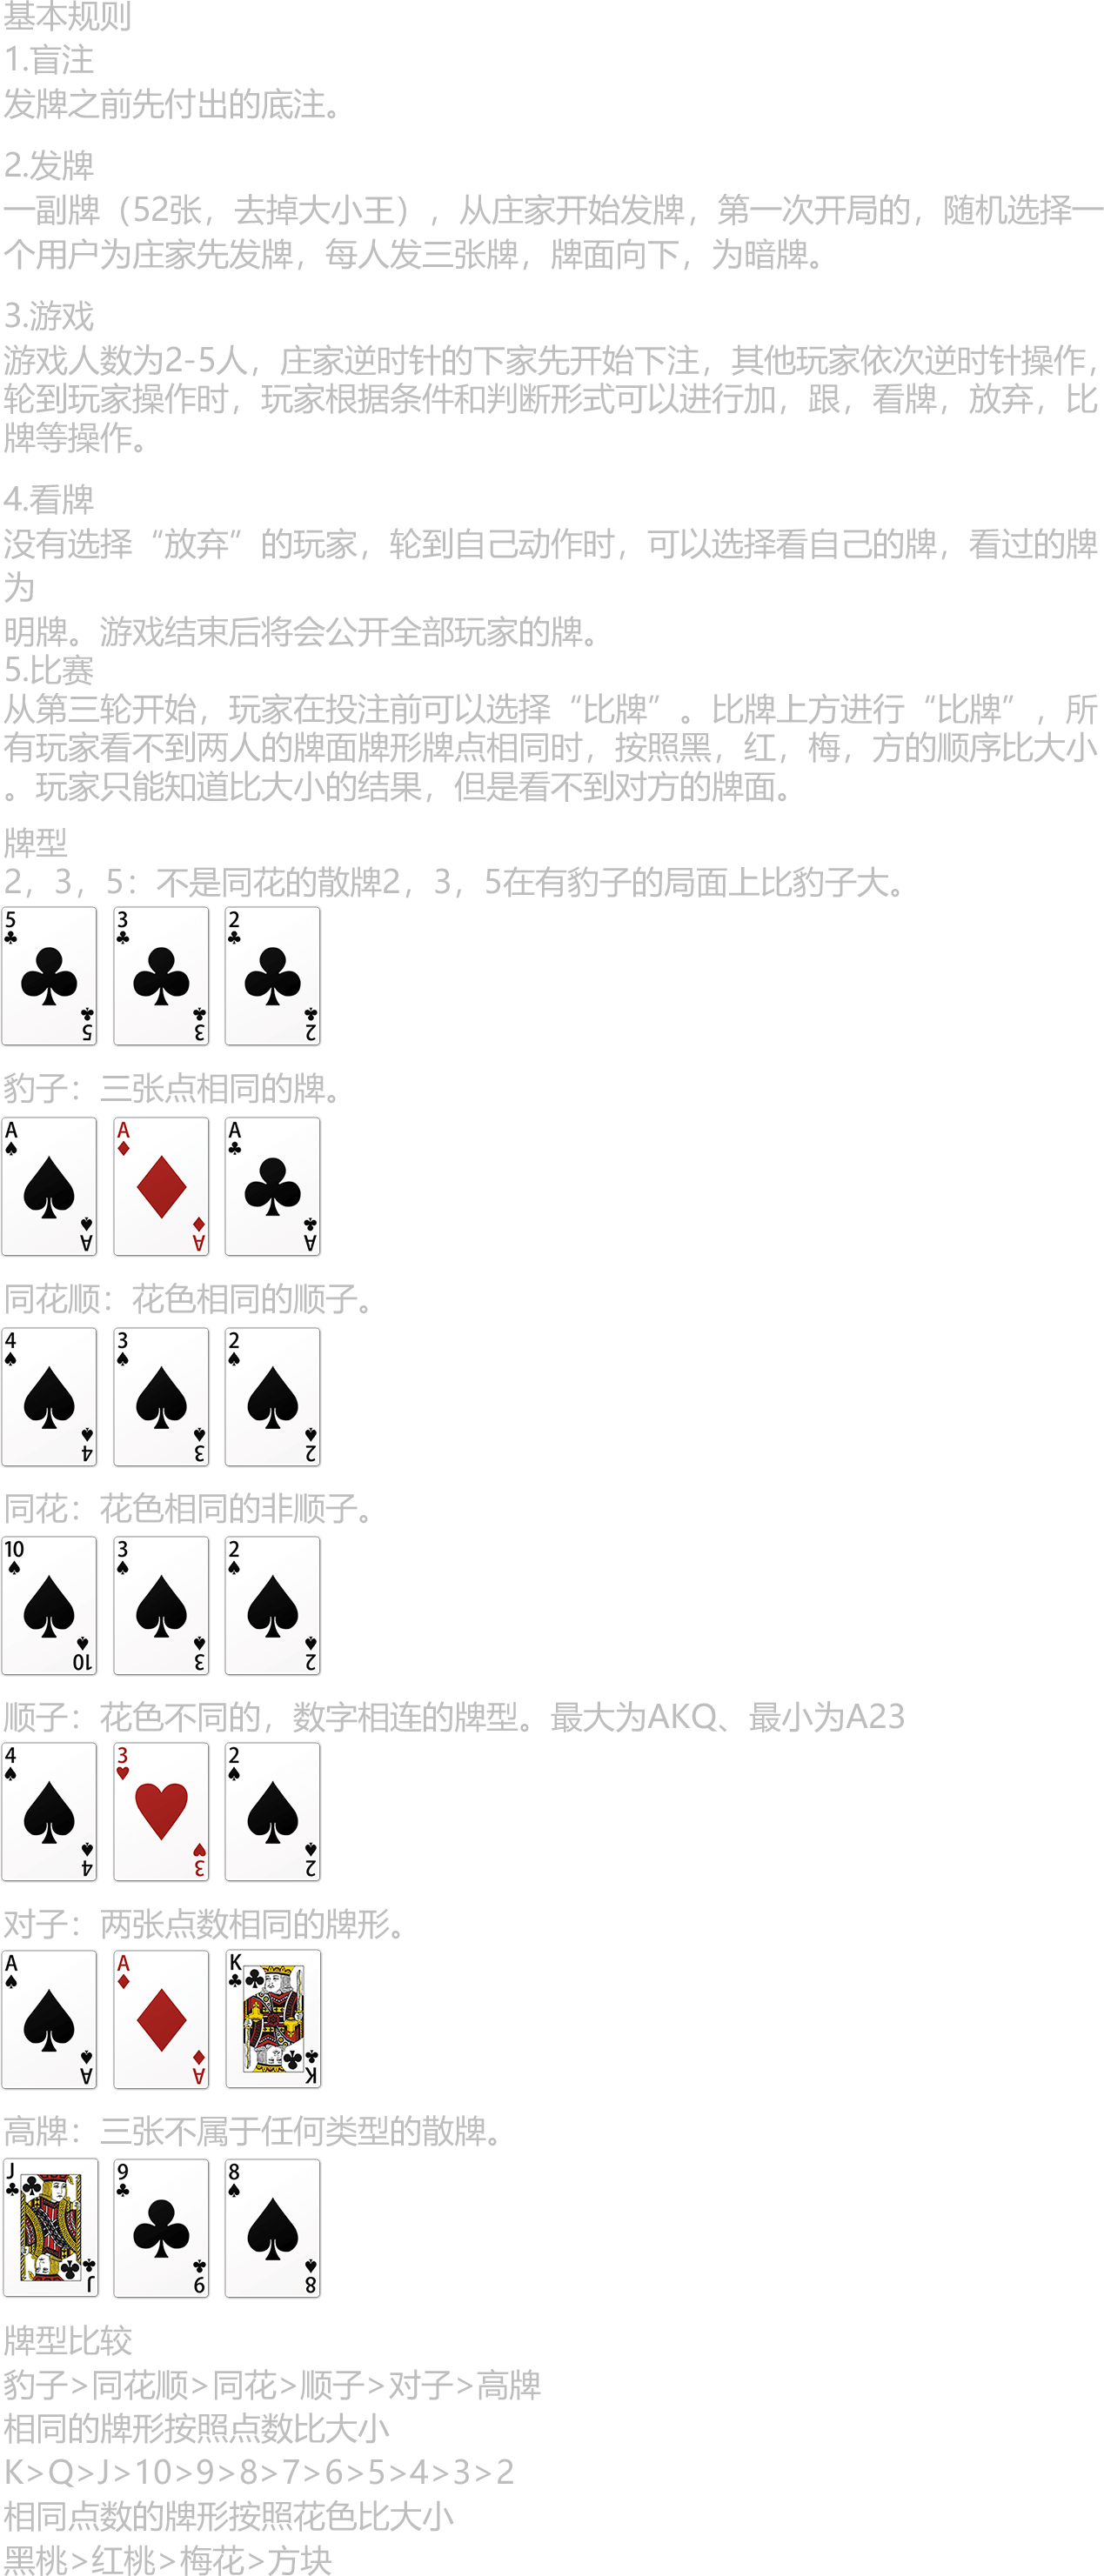 基本规则
1.盲注
发牌之前先付出的底注。
2.发牌
一副牌（52张，去掉大小王），从庄家开始发牌，第一次开局的，随机选择一
个用户为庄家先发牌，每人发三张牌，牌面向下，为暗牌。
3.游戏
游戏人数为2-5人，庄家逆时针的下家先开始下注，其他玩家依次逆时针操作，
轮到玩家操作时，玩家根据条件和判断形式可以进行加，跟，看牌，放弃，比
牌等操作。
4.看牌
没有选择“放弃”的玩家，轮到自己动作时，可以选择看自己的牌，看过的牌
为
明牌。游戏结束后将会公开全部玩家的牌。
5.比赛
从第三轮开始，玩家在投注前可以选择“比牌”。比牌上方进行“比牌”，所
有玩家看不到两人的牌面牌形牌点相同时，按照黑，红，梅，方的顺序比大小
。玩家只能知道比大小的结果，但是看不到对方的牌面。
牌型
2，3，5：不是同花的散牌2，3，5在有豹子的局面上比豹子大。
5 3 2
5 3 2
豹子：三张点相同的牌。
A A A
A A A
同花顺：花色相同的顺子。
4 3 2
4 3 2
同花：花色相同的非顺子。
10 3 2
10 3 2
顺子：花色不同的，数字相连的牌型。最大为AKQ、最小为A23
4 3 2
4 3 2
对子：两张点数相同的牌形。
A A K
A A K
高牌：三张不属于任何类型的散牌。
J 9 8
J 9 8
牌型比较
豹子>同花顺>同花>顺子>对子>高牌
相同的牌形按照点数比大小
K>Q>J>10>9>8>7>6>5>4>3>2
相同点数的牌形按照花色比大小
黑桃>红桃>梅花>方块